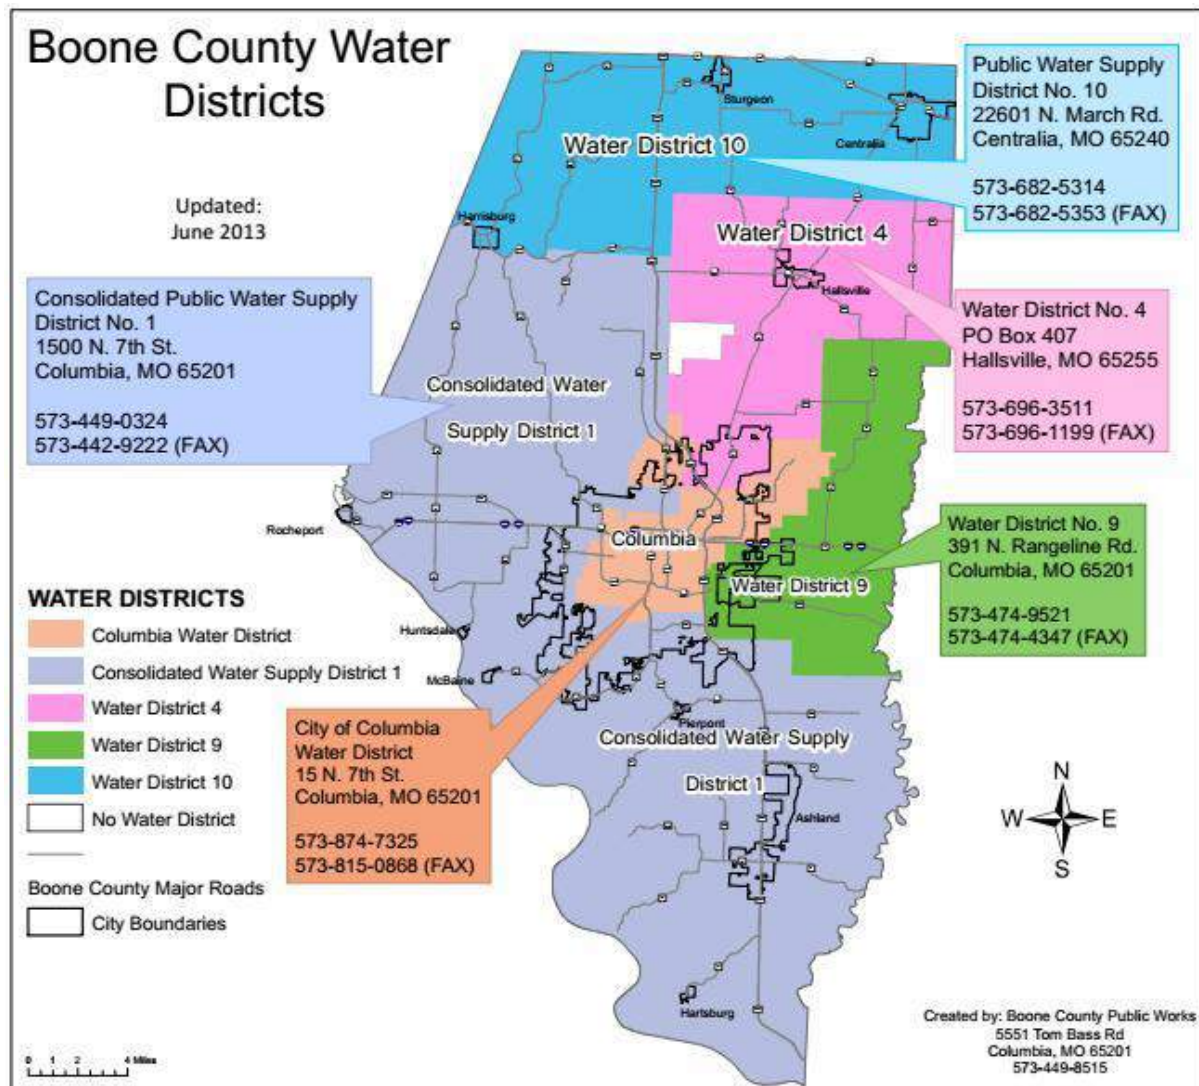 Boone County Water
Districts
Updated:
June 2013
Public Water Supply
District No. 10
22601 N. March Rd.
Centralia, MO 65240
573-682-5314
573-682-5353 (FAX)
Sturgeon
Centralia
Water District 10
Harrisburg
Water District 4
Hallsville
Consolidated Public Water Supply
District No. 1
1500 N. 7th St.
Columbia, MO 65201
573-449-0324
573-442-9222 (FAX)
Water District No. 4
PO Box 407
Hallsville, MO 65255
573-696-3511
573-696-1199 (FAX)
Consolidated Water
Supply District 1
Rocheport
Columbia
Water District 9
Water District No. 9
391 N. Rangeline Rd.
Columbia, MO 65201
573-474-9521
573-474-4347 (FAX)
WATER DISTRICTS
Columbia Water District
Consolidated Water Supply District 1
Water District 4
Water District 9
Water District 10
No Water District
Boone County Major Roads
City Boundaries
Huntsdale
McBaine
Pierpont
City of Columbia
Water District
15 N. 7th St.
Columbia, MO 65201
573-874-7325
573-815-0868 (FAX)
Consolidated Water Supply
District 1
Ashland
Hartsburg
N
W E
S
Created by: Boone County Public Works
5551 Tom Bass Rd
Columbia, MO 65201
573-449-8515
0 1 2 4 Miles